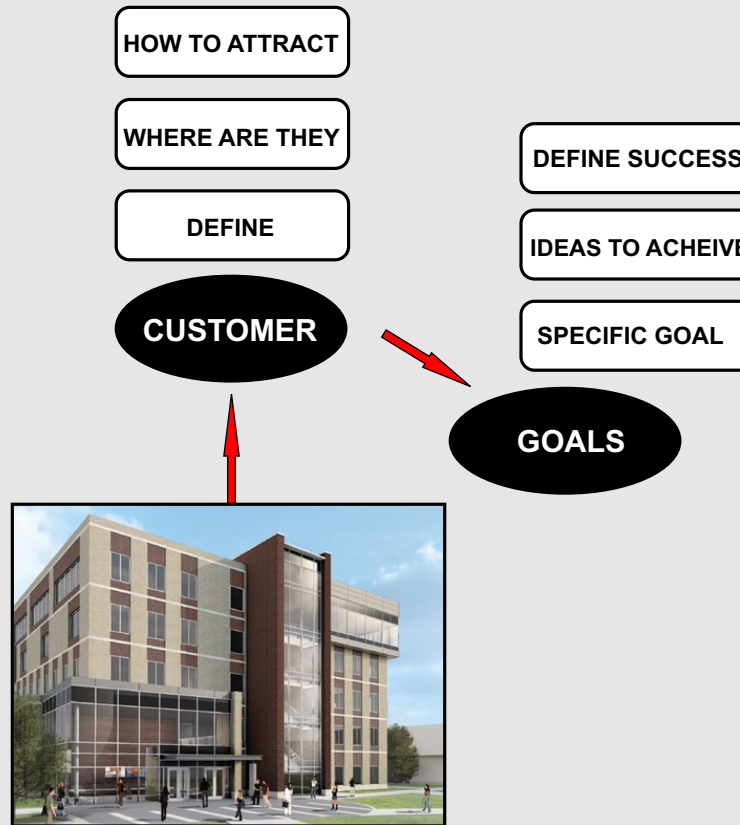 HOW TO ATTRACT
WHERE ARE THEY
DEFINE
CUSTOMER
DEFINE SUCCESS
IDEAS TO ACHEIVE
SPECIFIC GOAL
GOALS